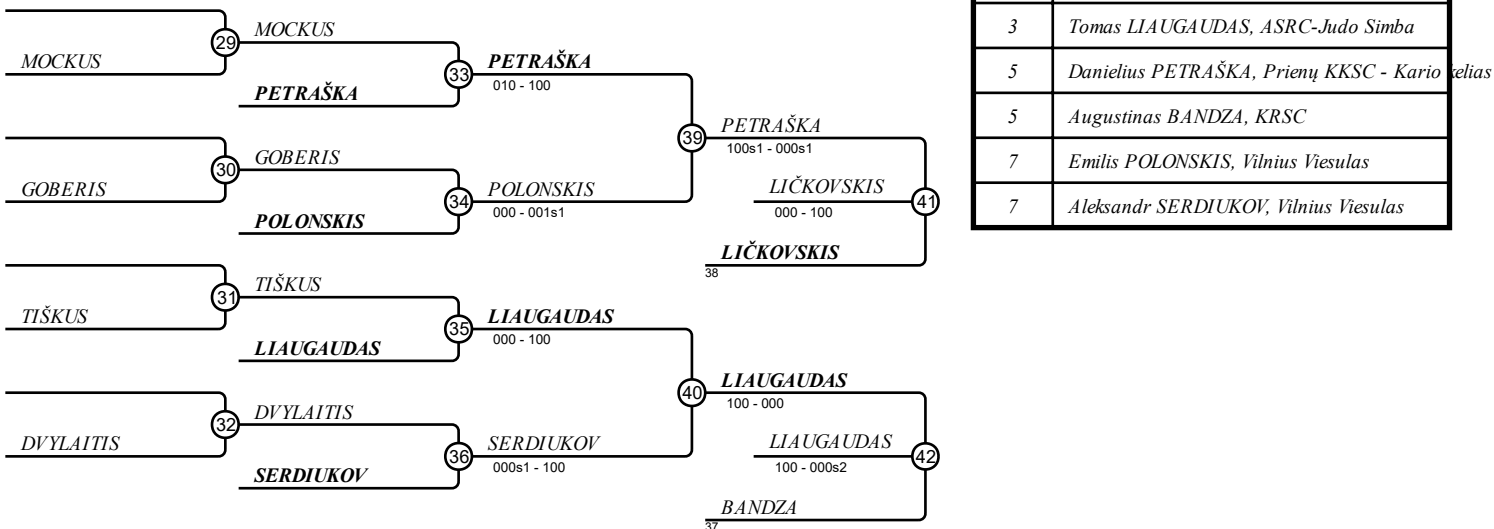 MOCKUS
29
MOCKUS
PETRAŠKA
33
PETRAŠKA
010 - 100
GOBERIS
30
GOBERIS
POLONSKIS
34
POLONSKIS
000 - 001s1
39
PETRAŠKA
100s1 - 000s1
LIČKOVSKIS
000 - 100
41
LIČKOVSKIS
38
TIŠKUS
31
TIŠKUS
LIAUGAUDAS
35
LIAUGAUDAS
000 - 100
DVYLAITIS
32
DVYLAITIS
SERDIUKOV
36
SERDIUKOV
000s1 - 100
40
LIAUGAUDAS
100 - 000
LIAUGAUDAS
100 - 000s2
42
BANDZA
37
3 Tomas LIAUGAUDAS, ASRC-Judo Simba
5 Danielius PETRAŠKA, Prienų KKSC - Kario kelias
5 Augustinas BANDZA, KRSC
7 Emilis POLONSKIS, Vilnius Viesulas
7 Aleksandr SERDIUKOV, Vilnius Viesulas